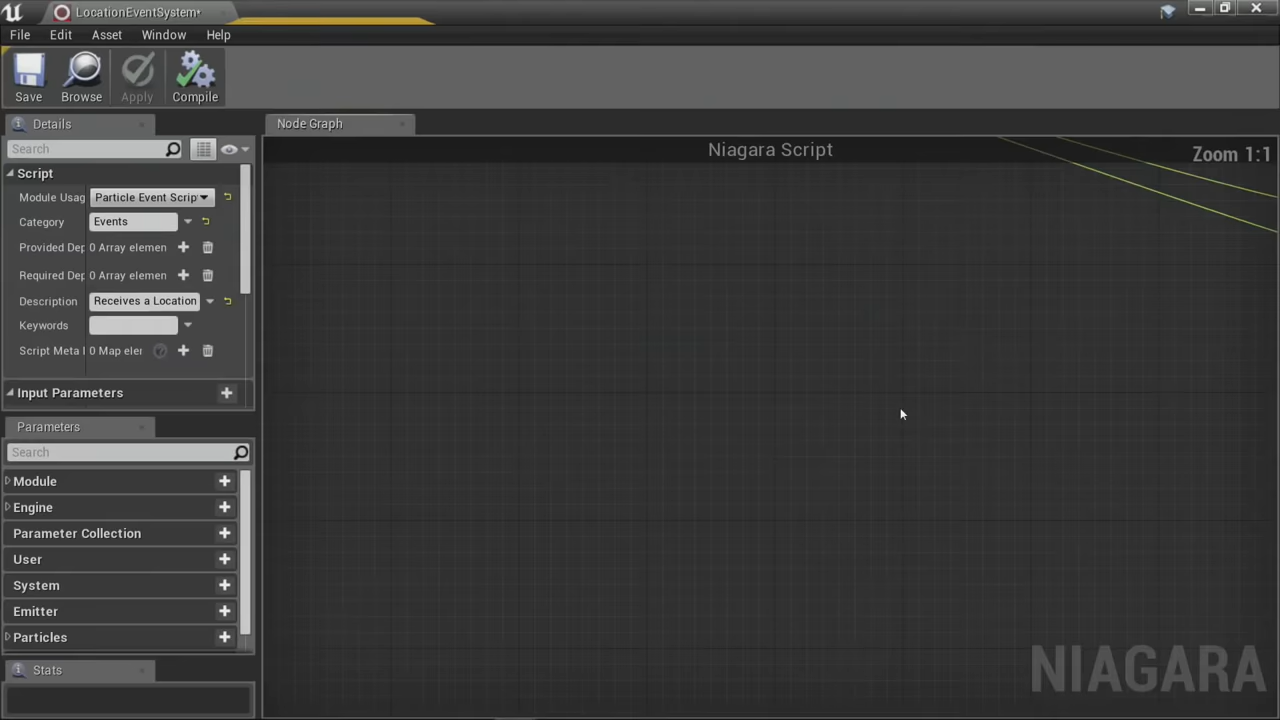 LocationEventSystem*
File Edit Asset Window Help
Save Browse Apply Compile
Details
Node Graph
Search
Niagara Script
Zoom 1:1
Script
Module Usag Particle Event Scrip
Category Events
Provided Dep 0 Array elemen
Required Dep 0 Array elemen
Description Receives a Location
Keywords
Script Meta 0 Map eler
Input Parameters
Parameters
Search
Module
Engine
Parameter Collection
User
System
Emitter
Particles
Stats
NIAGARA